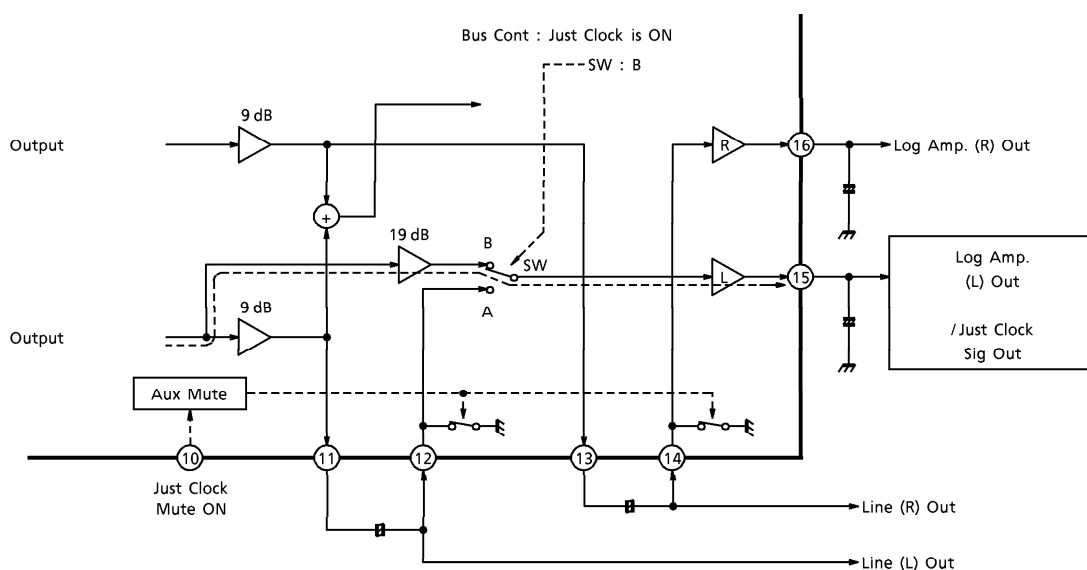 Bus Cont : Just Clock is ON
SW : B
9 dB
Output
R
16
Log Amp. (R) Out
+
19 dB
B
SW
L
15
Log Amp.
(L) Out
/Just Clock
Sig Out
A
9 dB
Output
Aux Mute
10
11
12
13
14
Just Clock
Mute ON
Line (R) Out
Line (L) Out